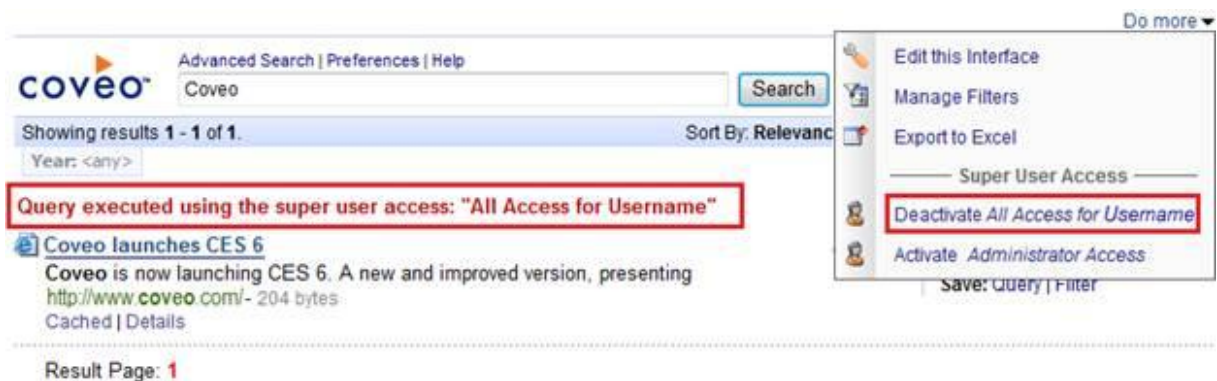 Do more
Advanced Search | Preferences | Help
coveo™
Coveo
Search
Showing results 1 - 1 of 1.
Sort By: Relevanc
Year: <any>
Query executed using the super user access: "All Access for Username"
Coveo launches CES 6
Coveo is now launching CES 6. A new and improved version, presenting
http://www.coveo.com/ - 204 bytes
Cached | Details
Result Page: 1
Edit this Interface
Manage Filters
Export to Excel
Super User Access
Deactivate All Access for Username
Activate Administrator Access
Save: Query | Filter